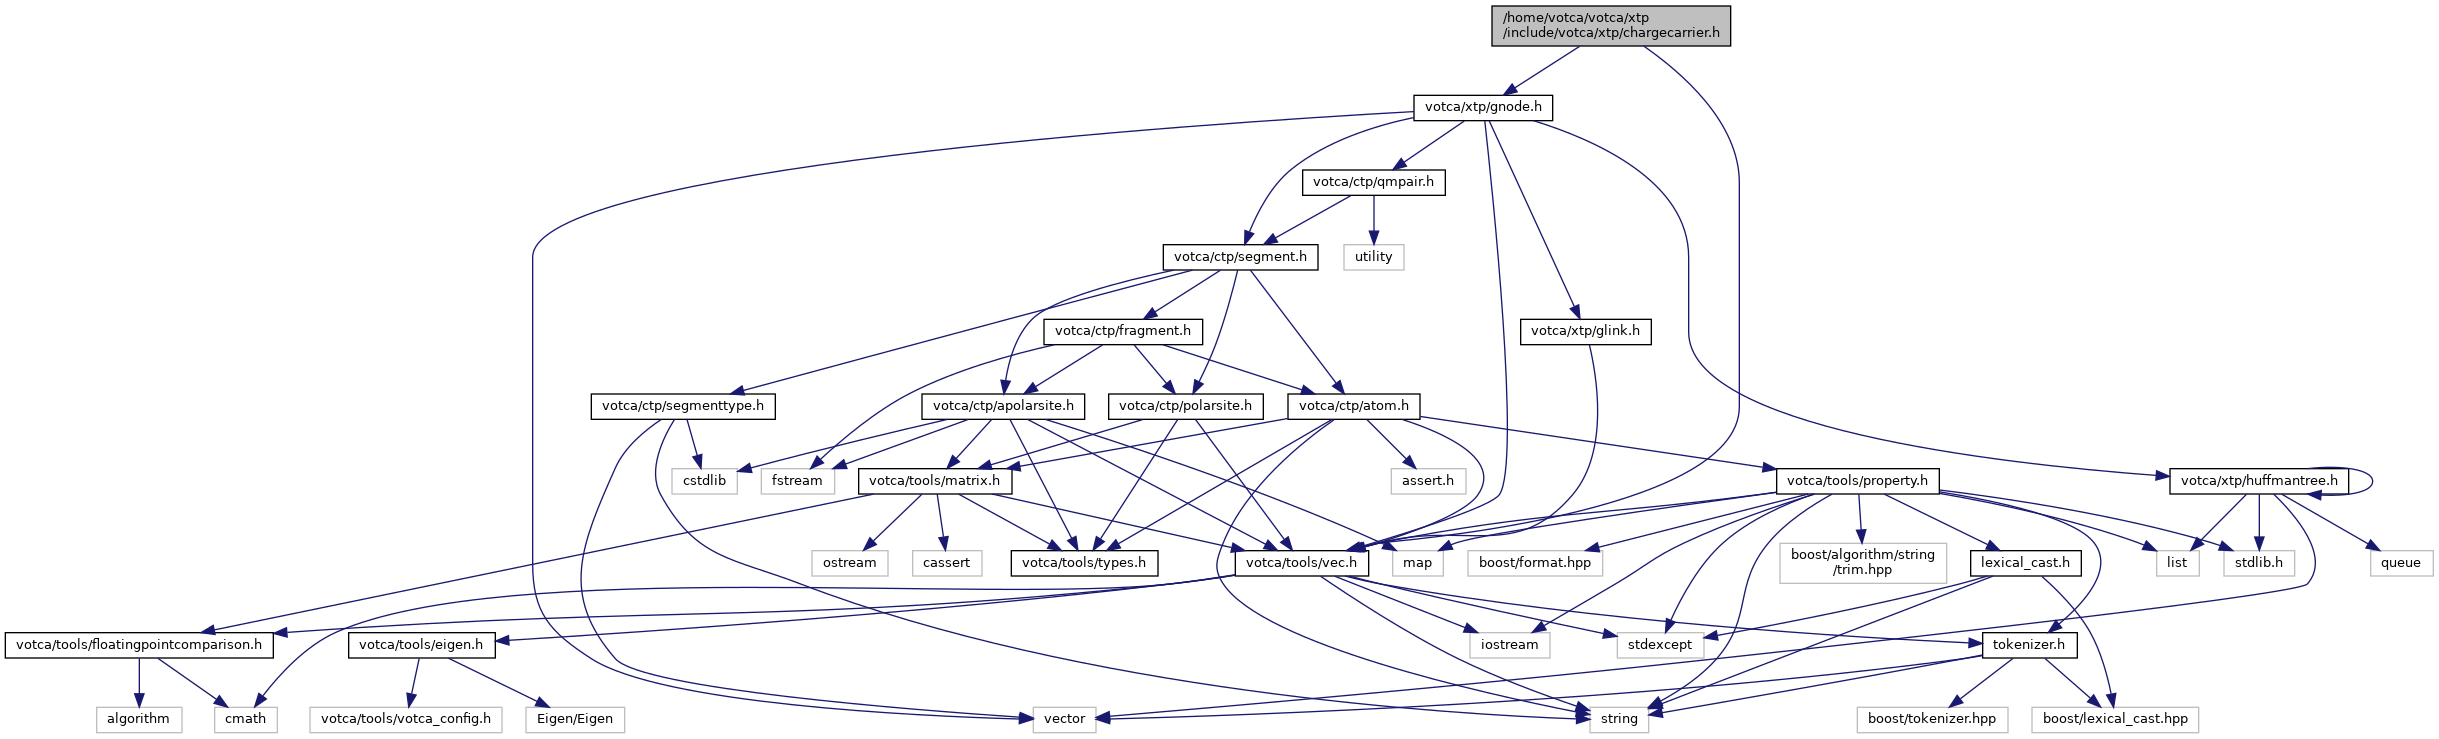 /home/votca/votca/xtp
/include/votca/xtp/chargecarrier.h
votca/xtp/gnode.h
votca/ctp/qmpair.h
votca/ctp/segment.h
utility
votca/ctp/fragment.h
votca/xtp/glink.h
votca/ctp/segmenttype.h
votca/ctp/apolarsite.h
votca/ctp/polarsite.h
votca/ctp/atom.h
cstdlib
fstream
votca/tools/matrix.h
assert.h
votca/tools/property.h
votca/xtp/huffmantree.h
ostream
cassert
votca/tools/types.h
votca/tools/vec.h
map
boost/format.hpp
boost/algorithm/string
/trim.hpp
lexical_cast.h
list
stdlib.h
queue
votca/tools/floatingpointcomparison.h
votca/tools/eigen.h
iostream
stdexcept
tokenizer.h
algorithm
cmath
votca/tools/votca_config.h
Eigen/Eigen
vector
string
boost/tokenizer.hpp
boost/lexical_cast.hpp